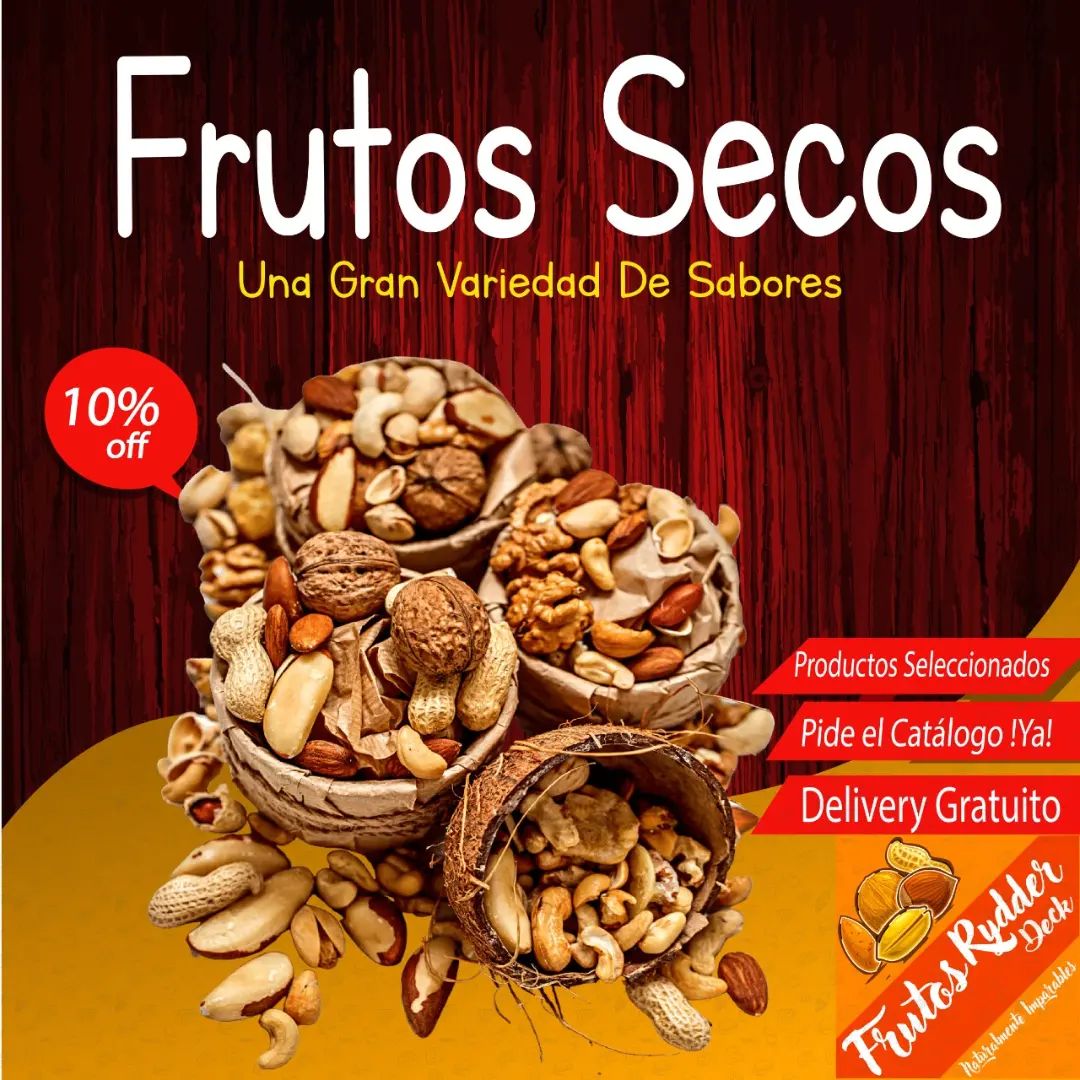 Frutos Secos
Una Gran Variedad De Sabores
10%
off
Productos Seleccionados
Pide el Catálogo !Ya!
Delivery Gratuito
Frutos Rydder
Deck
Naturalmente Imparables